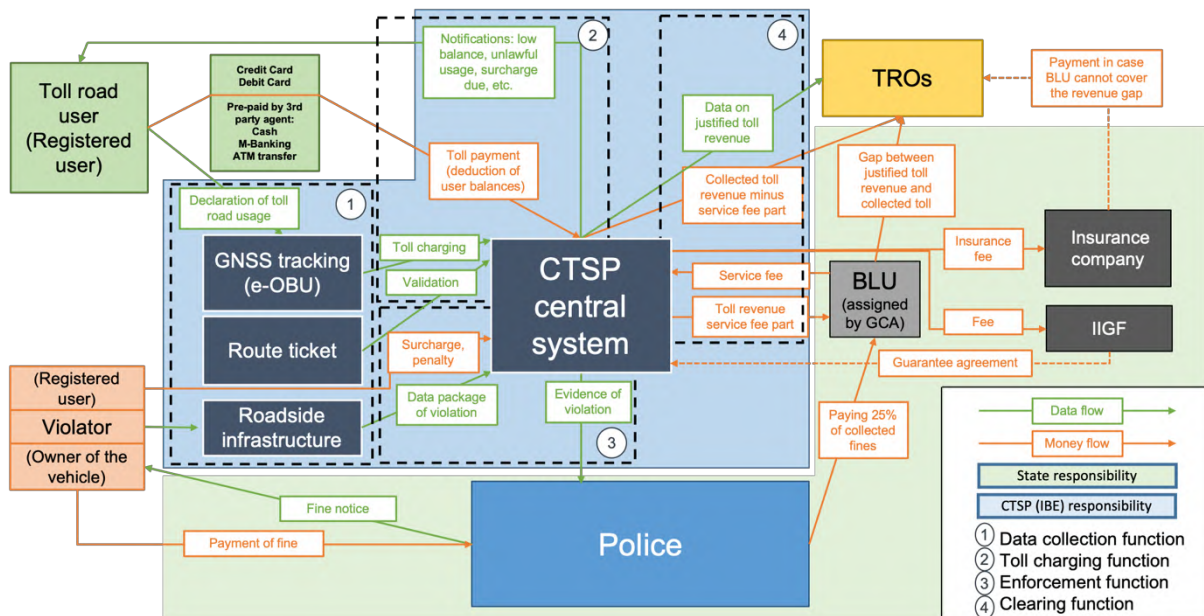 Toll road
user
(Registered
user)
Credit Card
Debit Card
Pre-paid by 3rd
party agent:
Cash
M-Banking
ATM transfer
Notifications: low
balance, unlawful
usage, surcharge
due, etc.
2
4
TROs
Payment in case
BLU cannot cover
the revenue gap
Data on
justified toll
revenue
Toll payment
(deduction of
user balances)
Collected toll
revenue minus
service fee part
Gap between
justified toll
revenue and
collected toll
Declaration of toll
road usage
1
GNSS tracking
(e-OBU)
Toll charging
Validation
Route ticket
CTSP
central
system
Insurance
fee
Insurance
company
Service fee
Toll revenue
service fee part
BLU
(assigned
by GCA)
Fee
IIGF
Guarantee agreement
Surcharge,
penalty
(Registered
user)
Violator
(Owner of the
vehicle)
Roadside
infrastructure
Data package
of violation
Evidence of
violation
3
Paying 25%
of collected
fines
Fine notice
Payment of fine
Police
Data flow
Money flow
State responsibility
CTSP (IBE) responsibility
1 Data collection function
2 Toll charging function
3 Enforcement function
4 Clearing function